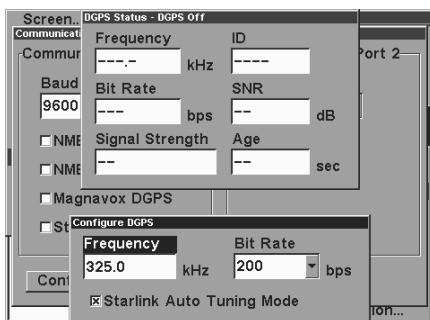 Screen..
DGPS Status - DGPS Off
Communicati
Frequency ID
Commun Port 2
---.- kHz ----
Baud
Bit Rate SNR
9600
--- bps -- dB
NME
Signal Strength Age
-- -- sec
NME
Magnavox DGPS
St
Configure DGPS
Frequency Bit Rate
325.0 kHz 200 bps
Conf
Starlink Auto Tuning Mode
ion...